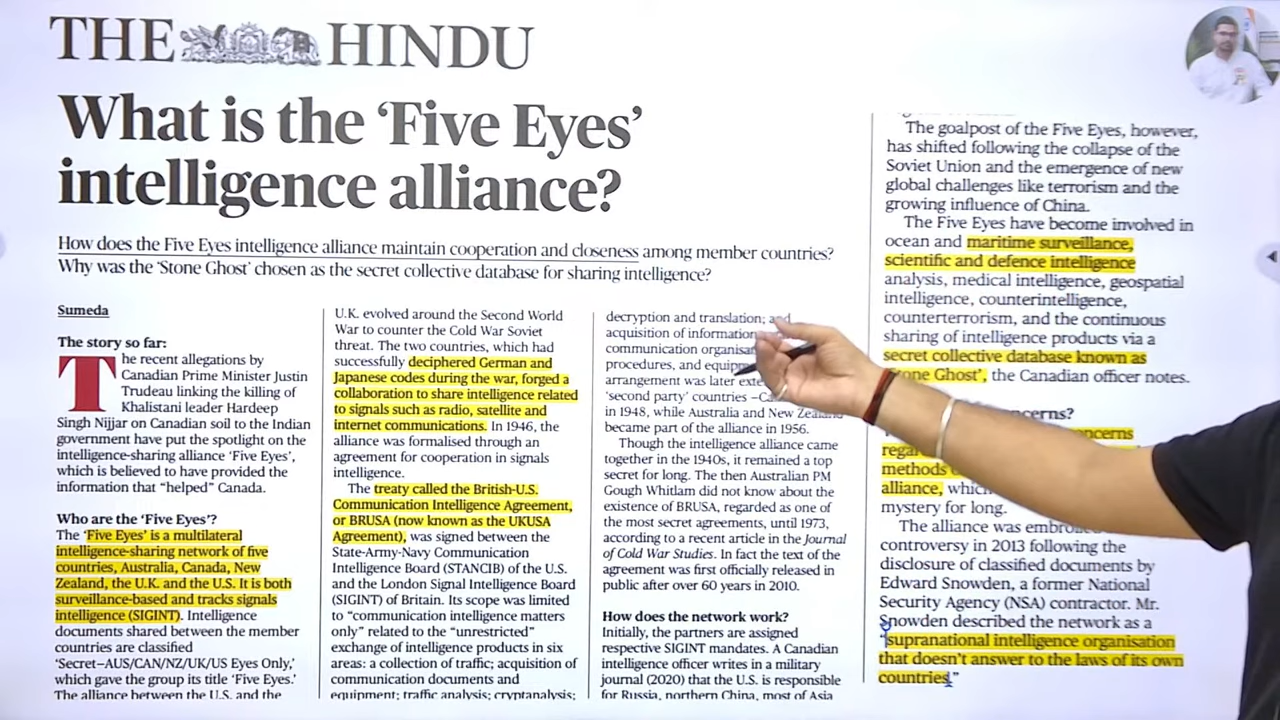 THE HINDU
What is the ‘Five Eyes’
intelligence alliance?
How does the Five Eyes intelligence alliance maintain cooperation and closeness among member countries?
Why was the ‘Stone Ghost’ chosen as the secret collective database for sharing intelligence?
Sumeda
The story so far:
The recent allegations by
Canadian Prime Minister Justin
Trudeau linking the killing of
Khalistani leader Hardeep
Singh Nijjar on Canadian soil to the Indian
government have put the spotlight on the
intelligence-sharing alliance ‘Five Eyes’,
which is believed to have provided the
information that “helped” Canada.
Who are the ‘Five Eyes’?
The ‘Five Eyes’ is a multilateral
intelligence-sharing network of five
countries, Australia, Canada, New
Zealand, the U.K. and the U.S. It is both
surveillance-based and tracks signals
intelligence (SIGINT). Intelligence
documents shared between the member
countries are classified
‘Secret–AUS/CAN/NZ/UK/US Eyes Only,’
which gave the group its title ‘Five Eyes.’
The alliance between the U.S. and the
U.K. evolved around the Second World
War to counter the Cold War Soviet
threat. The two countries, which had
successfully deciphered German and
Japanese codes during the war, forged a
collaboration to share intelligence related
to signals such as radio, satellite and
internet communications. In 1946, the
alliance was formalised through an
agreement for cooperation in signals
intelligence.
The treaty called the British-U.S.
Communication Intelligence Agreement,
or BRUSA (now known as the UKUSA
Agreement), was signed between the
State-Army-Navy Communication
Intelligence Board (STANCIB) of the U.S.
and the London Signal Intelligence Board
(SIGINT) of Britain. Its scope was limited
to “communication intelligence matters
only” related to the “unrestricted”
exchange of intelligence products in six
areas: a collection of traffic; acquisition of
communication documents and
equipment; traffic analysis; cryptanalysis;
decryption and translation; and
acquisition of information
communication
procedures, and
arrangement was later
‘second party’ countries –
in 1948, while Australia and New Zealand
became part of the alliance in 1956.
Though the intelligence alliance came
together in the 1940s, it remained a top
secret for long. The then Australian PM
Gough Whitlam did not know about the
existence of BRUSA, regarded as one of
the most secret agreements, until 1973,
according to a recent article in the Journal
of Cold War Studies. In fact the text of the
agreement was first officially released in
public after over 60 years in 2010.
How does the network work?
Initially, the partners are assigned
respective SIGINT mandates. A Canadian
intelligence officer writes in a military
journal (2020) that the U.S. is responsible
for Russia, northern China, most of Asia
The goalpost of the Five Eyes, however,
has shifted following the collapse of the
Soviet Union and the emergence of new
global challenges like terrorism and the
growing influence of China.
The Five Eyes have become involved in
ocean and maritime surveillance,
scientific and defence intelligence
analysis, medical intelligence, geospatial
intelligence, counterintelligence,
counterterrorism, and the continuous
sharing of intelligence products via a
secret collective database known as
‘Stone Ghost’, the Canadian officer notes.
concerns?
concerns
methods
alliance, which
mystery for long.
The alliance was embroiled
controversy in 2013 following the
disclosure of classified documents by
Edward Snowden, a former National
Security Agency (NSA) contractor. Mr.
Snowden described the network as a
“supranational intelligence organisation
that doesn’t answer to the laws of its own
countries.”